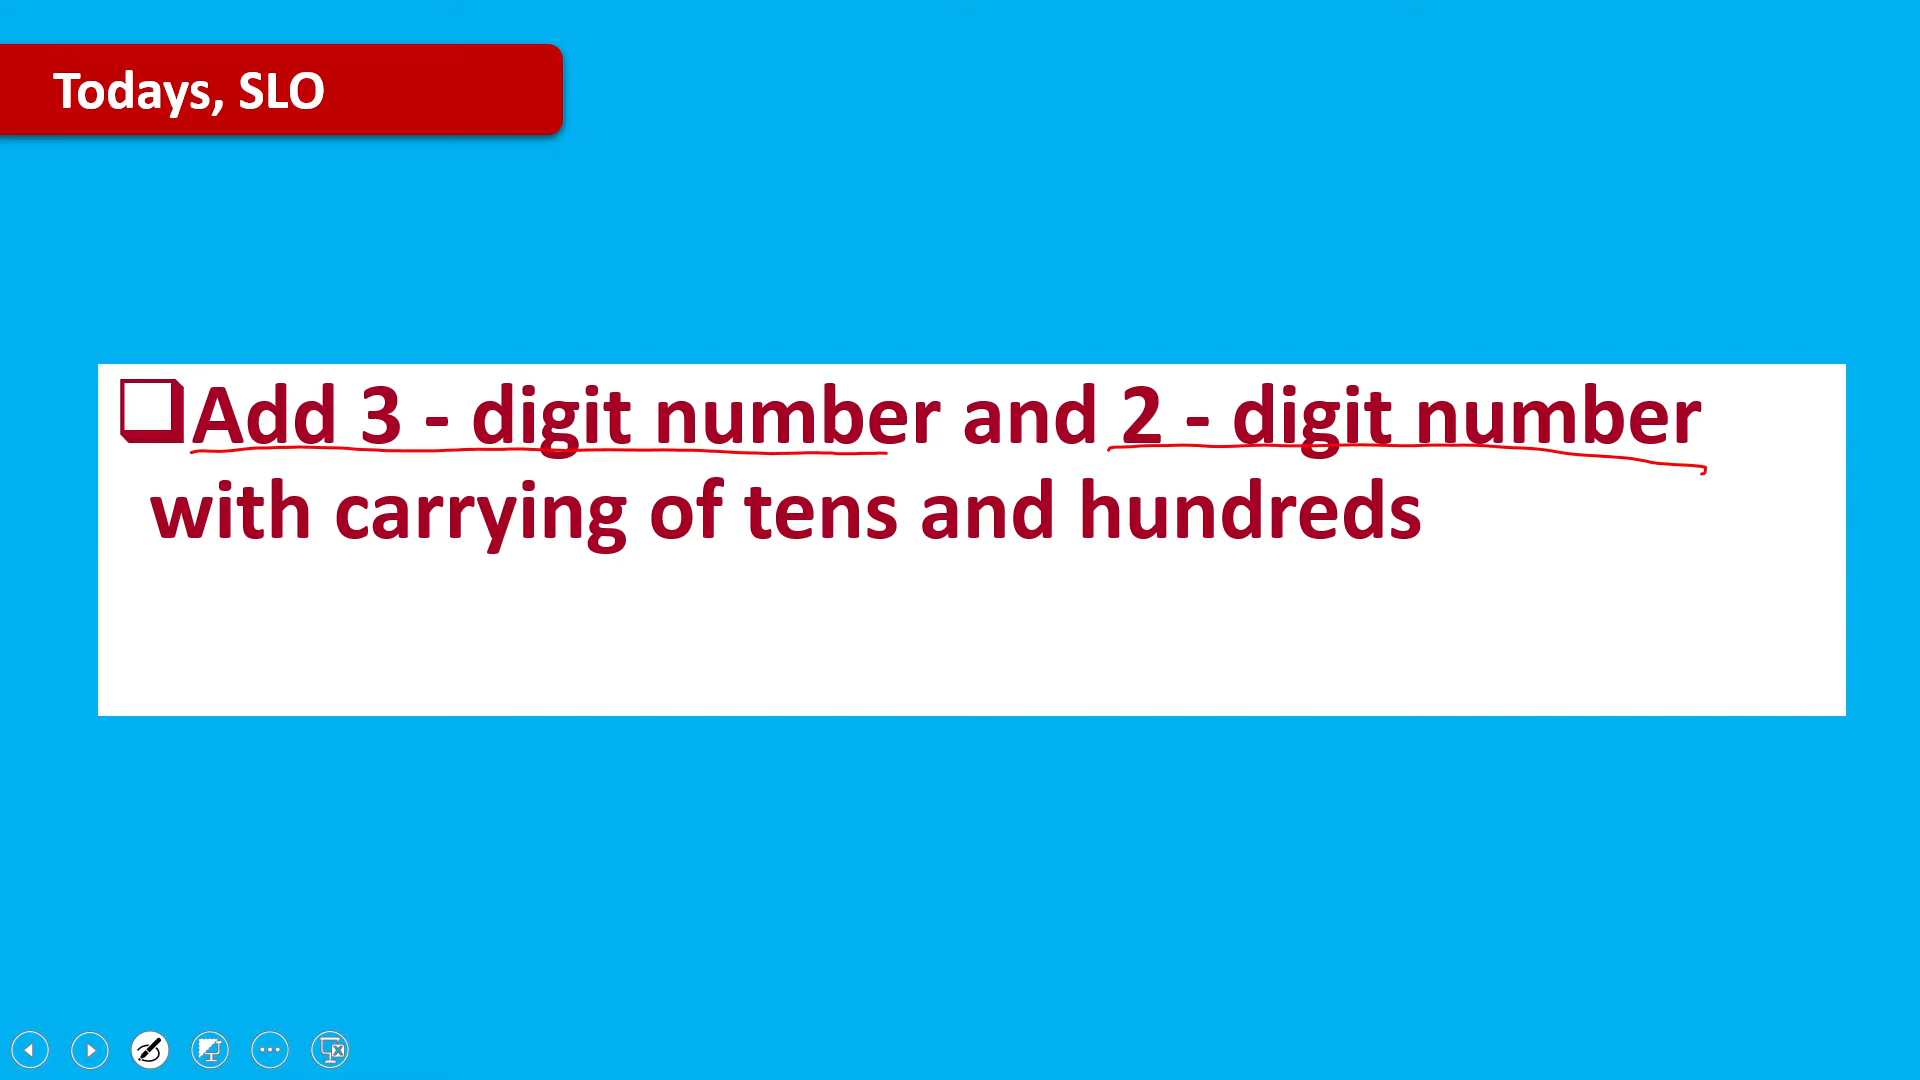 Todays, SLO
❑Add 3 - digit number and 2 - digit number
with carrying of tens and hundreds